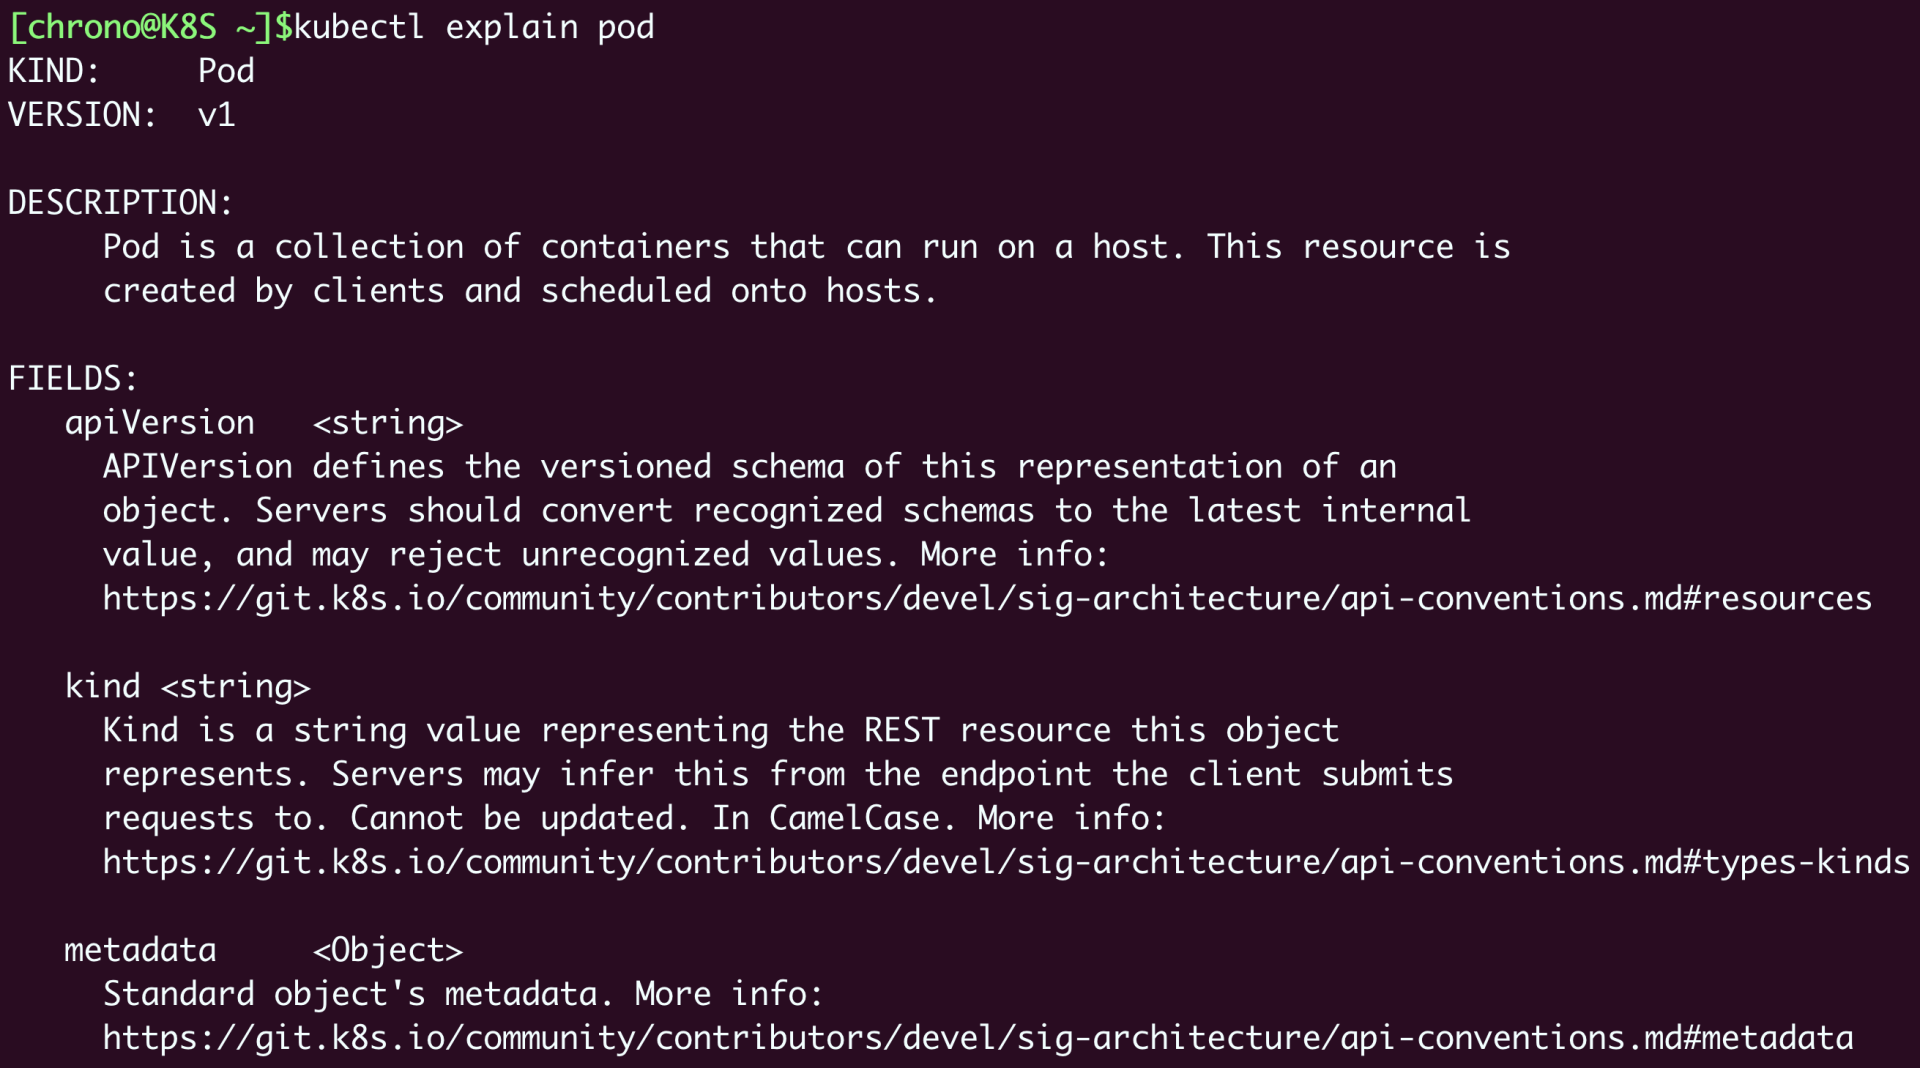 [chrono@K8S ~]$kubectl explain pod
KIND:     Pod
VERSION:  v1
DESCRIPTION:
Pod is a collection of containers that can run on a host. This resource is
created by clients and scheduled onto hosts.
FIELDS:
apiVersion   <string>
APIVersion defines the versioned schema of this representation of an
object. Servers should convert recognized schemas to the latest internal
value, and may reject unrecognized values. More info:
https://git.k8s.io/community/contributors/devel/sig-architecture/api-conventions.md#resources
kind <string>
Kind is a string value representing the REST resource this object
represents. Servers may infer this from the endpoint the client submits
requests to. Cannot be updated. In CamelCase. More info:
https://git.k8s.io/community/contributors/devel/sig-architecture/api-conventions.md#types-kinds
metadata     <Object>
Standard object's metadata. More info:
https://git.k8s.io/community/contributors/devel/sig-architecture/api-conventions.md#metadata